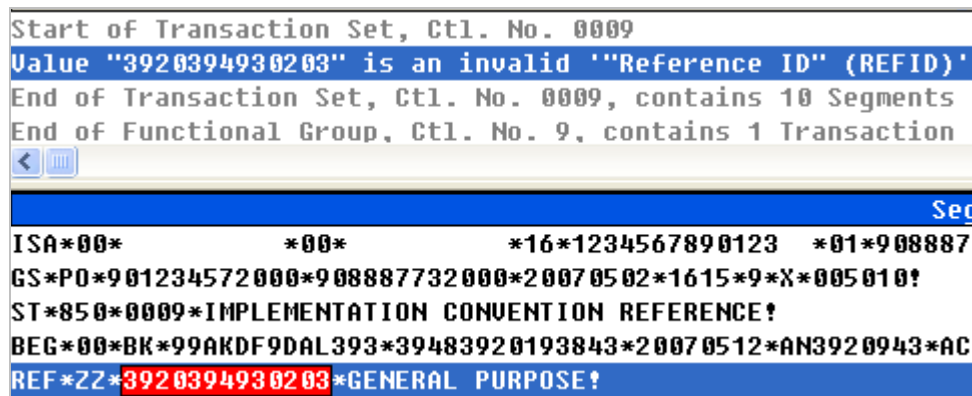 Start of Transaction Set, Ctl. No. 0009
Value "3920394930203" is an invalid '"Reference ID" (REFID)'
End of Transaction Set, Ctl. No. 0009, contains 10 Segments
End of Functional Group, Ctl. No. 9, contains 1 Transaction
Seg
ISA*00* *00* *16*1234567890123 *01*908887
GS*PO*901234572000*908887732000*20070502*1615*9*X*005010!
ST*850*0009*IMPLEMENTATION CONVENTION REFERENCE!
BEG*00*BK*99AKDF9DAL393*39483920193843*20070512*AN3920943*AC
REF*ZZ*3920394930203*GENERAL PURPOSE!